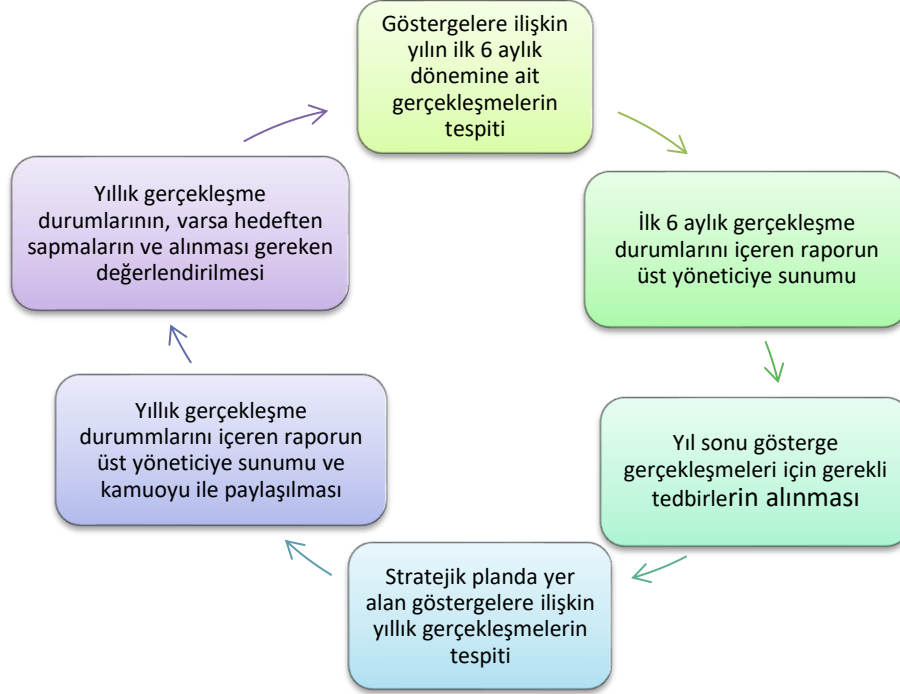 Göstergelere ilişkin
yılın ilk 6 aylık
dönemine ait
gerçekleşmelerin
tespiti
İlk 6 aylık gerçekleşme
durumlarını içeren raporun
üst yöneticiye sunumu
Yıl sonu gösterge
gerçekleşmeleri için gerekli
tedbirlerin alınması
Stratejik planda yer
alan göstergelere ilişkin
yıllık gerçekleşmelerin
tespiti
Yıllık gerçekleşme
durummlarını içeren raporun
üst yöneticiye sunumu ve
kamuoyu ile paylaşılması
Yıllık gerçekleşme
durumlarının, varsa hedeften
sapmaların ve alınması gereken
değerlendirilmesi